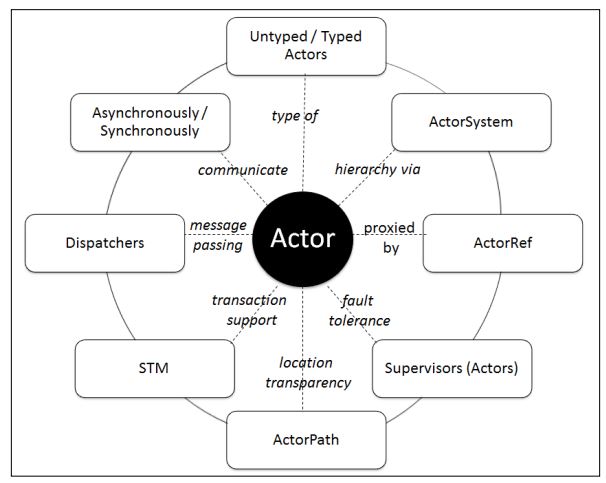 Untyped / Typed
Actors
Asynchronously /
Synchronously
type of
ActorSystem
communicate
hierarchy via
Dispatchers
message
passing
Actor
proxied
by
ActorRef
transaction
support
fault
tolerance
STM
location
transparency
Supervisors (Actors)
ActorPath